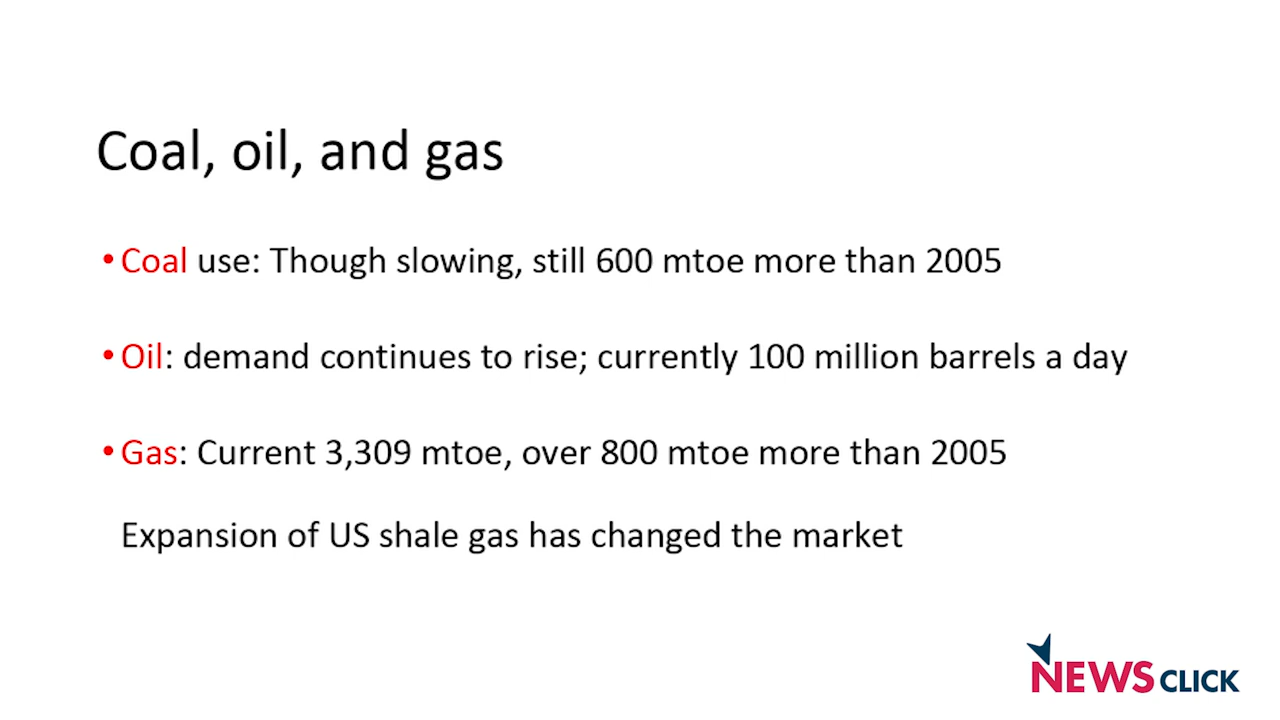 Coal, oil, and gas
• Coal use: Though slowing, still 600 mtoe more than 2005
• Oil: demand continues to rise; currently 100 million barrels a day
• Gas: Current 3,309 mtoe, over 800 mtoe more than 2005
Expansion of US shale gas has changed the market
NEWS CLICK